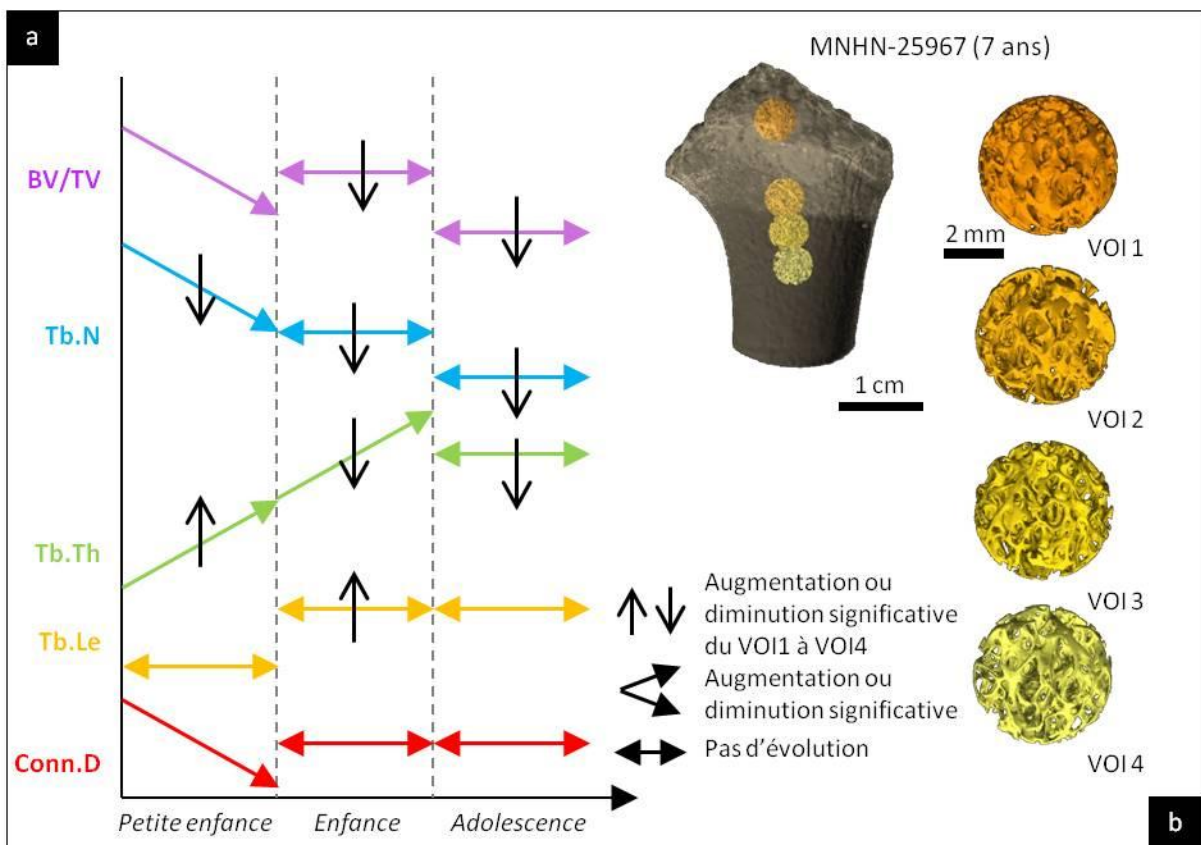 a
BV/TV
Tb.N
Tb.Th
Tb.Le
Conn.D
Petite enfance
Enfance
Adolescence
Augmentation ou
diminution significative
du VOI1 à VOI4
Augmentation ou
diminution significative
Pas d'évolution
MNHN-25967 (7 ans)
1 cm
2 mm
VOI 1
VOI 2
VOI 3
VOI 4
b